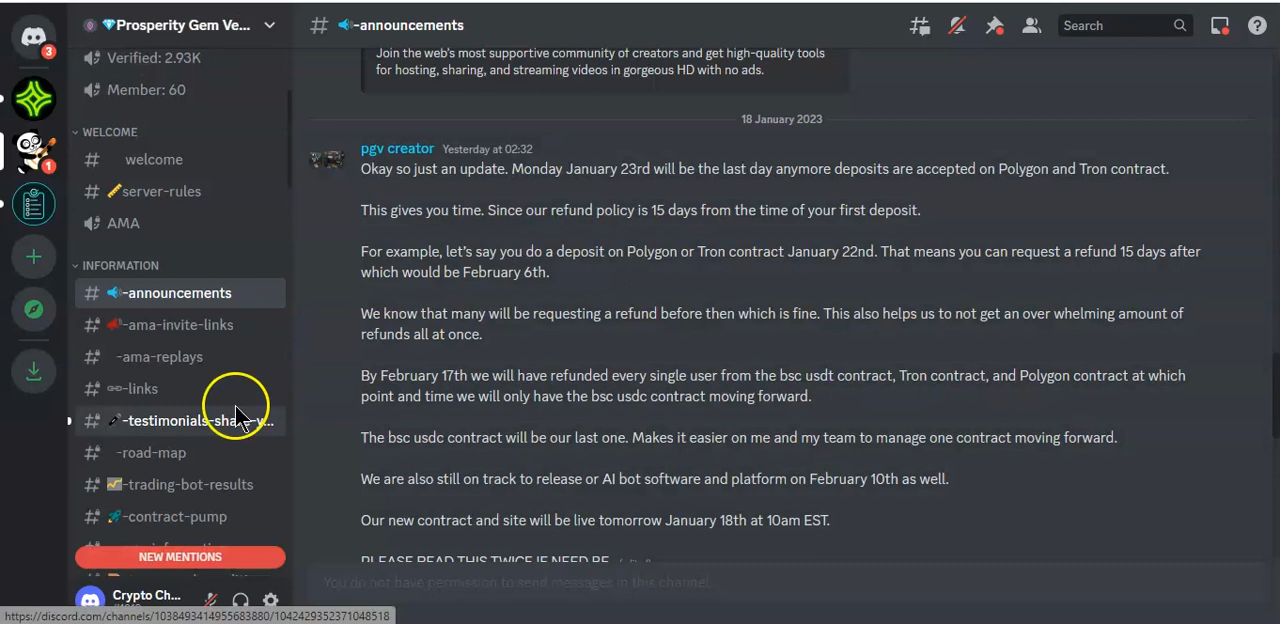 Prosperity Gem Ve...
-announcements
Search
3
1
Verified: 2.93K
Member: 60
WELCOME
welcome
server-rules
AMA
INFORMATION
-announcements
-ama-invite-links
-ama-replays
-links
-testimonials-share-y...
-road-map
-trading-bot-results
-contract-pump
NEW MENTIONS
Crypto Ch...
https://discord.com/channels/1038493414955683880/1042429352371048518
Join the web's most supportive community of creators and get high-quality tools
for hosting, sharing, and streaming videos in gorgeous HD with no ads.
18 January 2023
pgv creator Yesterday at 02:32
Okay so just an update. Monday January 23rd will be the last day anymore deposits are accepted on Polygon and Tron contract.
This gives you time. Since our refund policy is 15 days from the time of your first deposit.
For example, let's say you do a deposit on Polygon or Tron contract January 22nd. That means you can request a refund 15 days after
which would be February 6th.
We know that many will be requesting a refund before then which is fine. This also helps us to not get an over whelming amount of
refunds all at once.
By February 17th we will have refunded every single user from the bsc usdt contract, Tron contract, and Polygon contract at which
point and time we will only have the bsc usdc contract moving forward.
The bsc usdc contract will be our last one. Makes it easier on me and my team to manage one contract moving forward.
We are also still on track to release or AI bot software and platform on February 10th as well.
Our new contract and site will be live tomorrow January 18th at 10am EST.
PLEASE READ THIS TWICE IF NEED BE
You do not have permission to send messages in this channel.